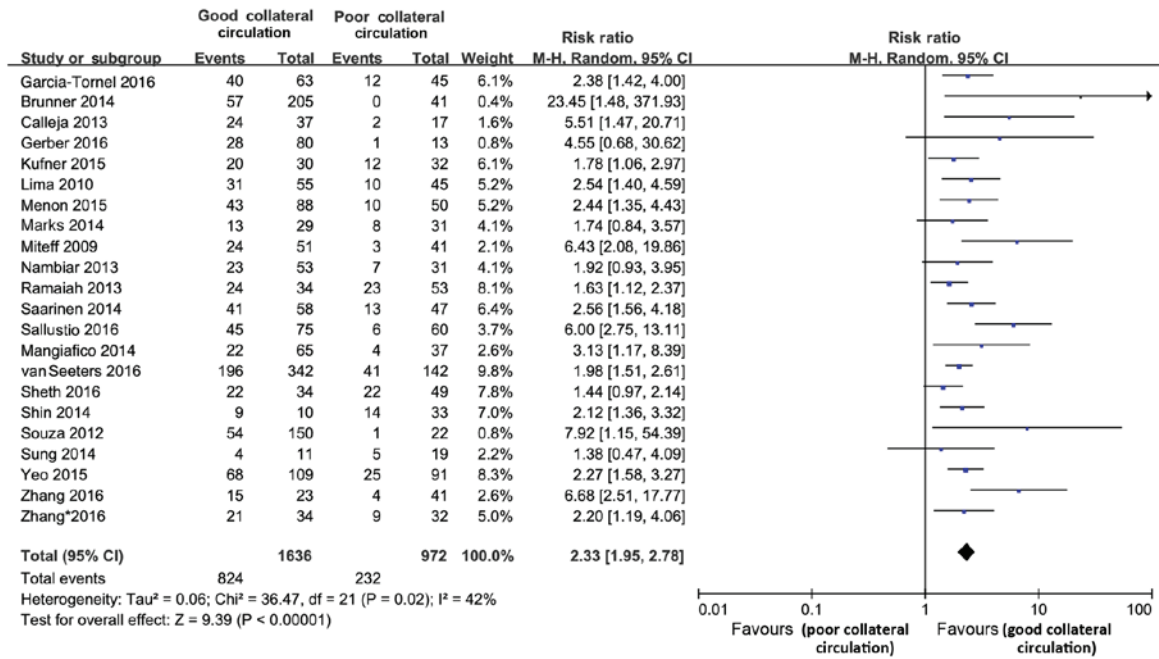 Good collateral circulation Poor collateral circulation Risk ratio Risk ratio
Study or subgroup Events Total Events Total Weight M-H. Random. 95% CI M-H. Random. 95% CI
Garcia-Tornel 2016 40 63 12 45 6.1% 2.38 [1.42, 4.00]
Brunner 2014 57 205 0 41 0.4% 23.45 [1.48, 371.93]
Calleja 2013 24 37 2 17 1.6% 5.51 [1.47, 20.71]
Gerber 2016 28 80 1 13 0.8% 4.55 [0.68, 30.62]
Kufner 2015 20 30 12 32 6.1% 1.78 [1.06, 2.97]
Lima 2010 31 55 10 45 5.2% 2.54 [1.40, 4.59]
Menon 2015 43 88 10 50 5.2% 2.44 [1.35, 4.43]
Marks 2014 13 29 8 31 4.1% 1.74 [0.84, 3.57]
Miteff 2009 24 51 3 41 2.1% 6.43 [2.08, 19.86]
Nambiar 2013 23 53 7 31 4.1% 1.92 [0.93, 3.95]
Ramaiah 2013 24 34 23 53 8.1% 1.63 [1.12, 2.37]
Saarinen 2014 41 58 13 47 6.4% 2.56 [1.56, 4.18]
Sallustio 2016 45 75 6 60 3.7% 6.00 [2.75, 13.11]
Mangiafico 2014 22 65 4 37 2.6% 3.13 [1.17, 8.39]
van Seeters 2016 196 342 41 142 9.8% 1.98 [1.51, 2.61]
Sheth 2016 22 34 22 49 7.8% 1.44 [0.97, 2.14]
Shin 2014 9 10 14 33 7.0% 2.12 [1.36, 3.32]
Souza 2012 54 150 1 22 0.8% 7.92 [1.15, 54.39]
Sung 2014 4 11 5 19 2.2% 1.38 [0.47, 4.09]
Yeo 2015 68 109 25 91 8.3% 2.27 [1.58, 3.27]
Zhang 2016 15 23 4 41 2.6% 6.68 [2.51, 17.77]
Zhang*2016 21 34 9 32 5.0% 2.20 [1.19, 4.06]
Total (95% CI) 1636 972 100.0% 2.33 [1.95, 2.78]
Total events 824 232
Heterogeneity: Tau² = 0.06; Chi² = 36.47, df = 21 (P = 0.02); I² = 42%
Test for overall effect: Z = 9.39 (P < 0.00001)
0.01 0.1 1 10 100
Favours (poor collateral circulation) Favours (good collateral circulation)